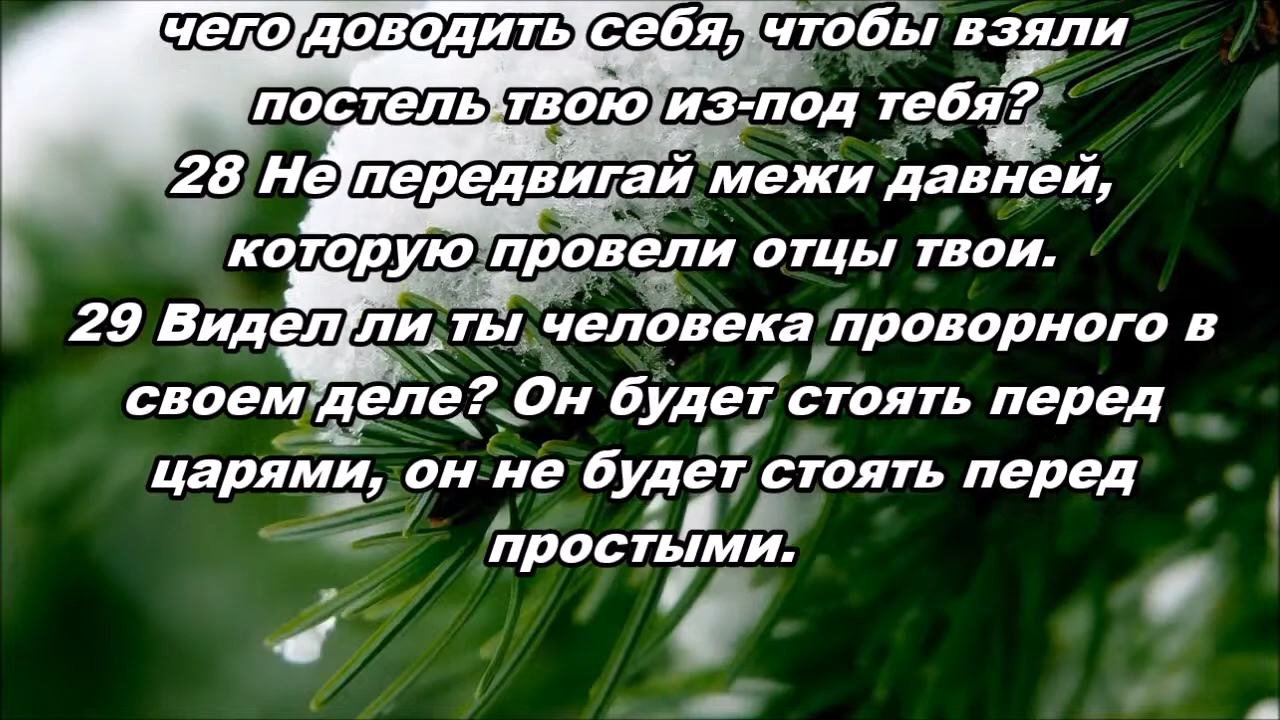 чего доводить себя, чтобы взяли
постель твою из-под тебя?
28 Не передвигай межи давней,
которую провели отцы твои.
29 Видел ли ты человека проворного в
своем деле? Он будет стоять перед
царями, он не будет стоять перед
простыми.